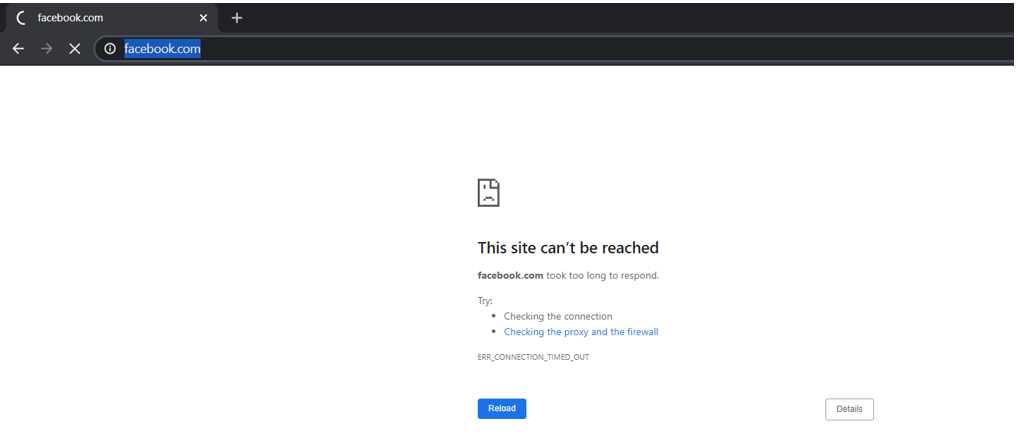 facebook.com
facebook.com
This site can't be reached
facebook.com took too long to respond.
Try:
Checking the connection
Checking the proxy and the firewall
ERR_CONNECTION_TIMED_OUT
Reload
Details